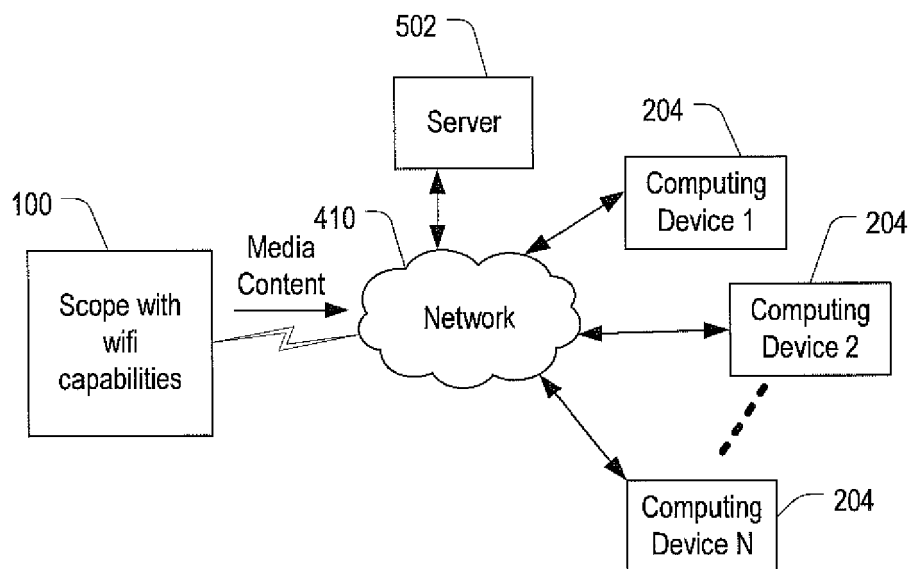 502
Server
204
Computing
Device 1
100
410
Media
Content
204
Scope with
wifi
capabilities
Network
Computing
Device 2
Computing
Device N
204